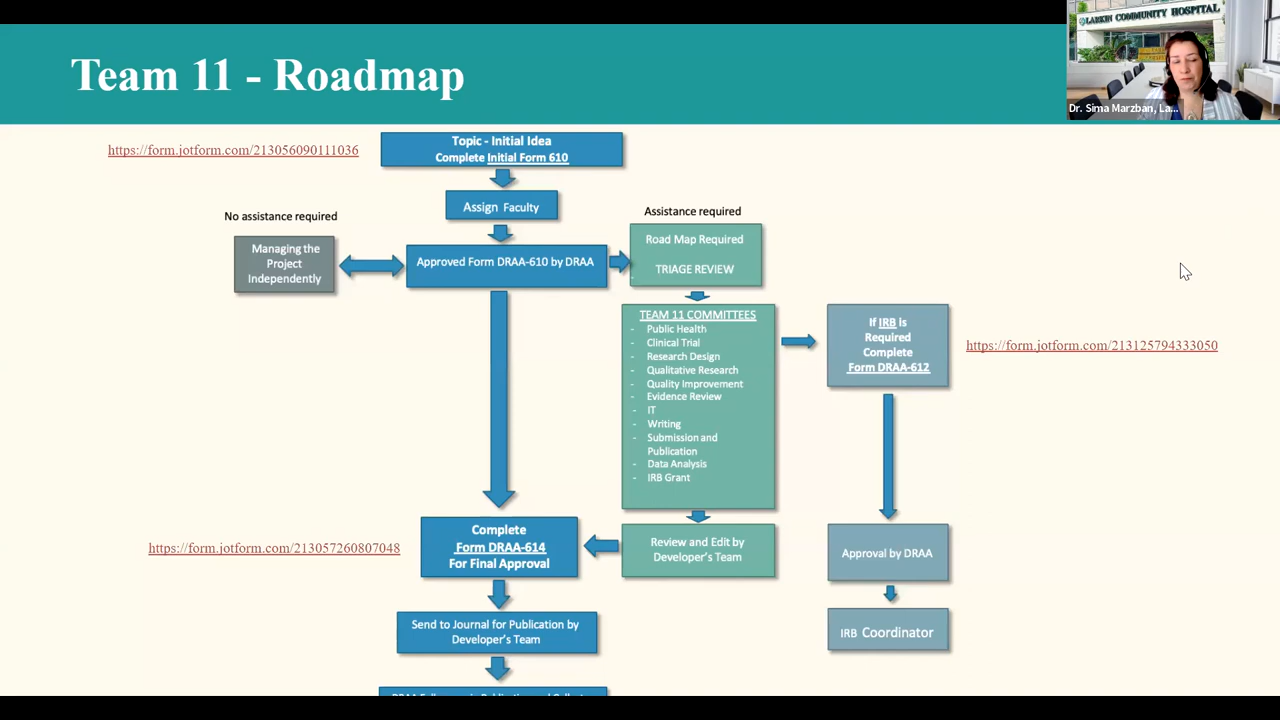 LARKIN COMMUNITY HOSPITAL
Dr. Sima Marzban, La...
Team 11 - Roadmap
https://form.jotform.com/213056090111036
Topic - Initial Idea
Complete Initial Form 610
Assign Faculty
No assistance required
Assistance required
Managing the
Project
Independently
Approved Form DRAA-610 by DRAA
Road Map Required
TRIAGE REVIEW
TEAM 11 COMMITTEES
- Public Health
- Clinical Trial
- Research Design
- Qualitative Research
- Quality Improvement
- Evidence Review
- IT
- Writing
- Submission and
Publication
- Data Analysis
- IRB Grant
If IRB is
Required
Complete
Form DRAA-612
https://form.jotform.com/213125794333050
https://form.jotform.com/213057260807048
Complete
Form DRAA-614
For Final Approval
Review and Edit by
Developer's Team
Approval by DRAA
Send to Journal for Publication by
Developer's Team
IRB Coordinator